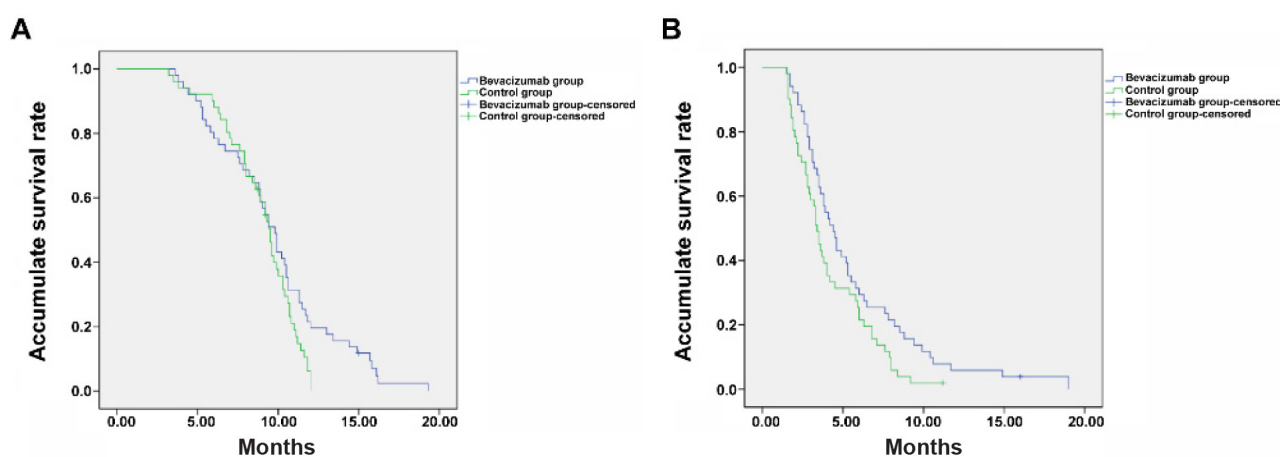 A
Accumulate survival rate
1.0
0.8
0.6
0.4
0.2
0.0
0.00 5.00 10.00 15.00 20.00
Months
Bevacizumab group
Control group
Bevacizumab group-censored
Control group-censored
B
Accumulate survival rate
1.0
0.8
0.6
0.4
0.2
0.0
0.00 5.00 10.00 15.00 20.00
Months
Bevacizumab group
Control group
Bevacizumab group-censored
Control group-censored